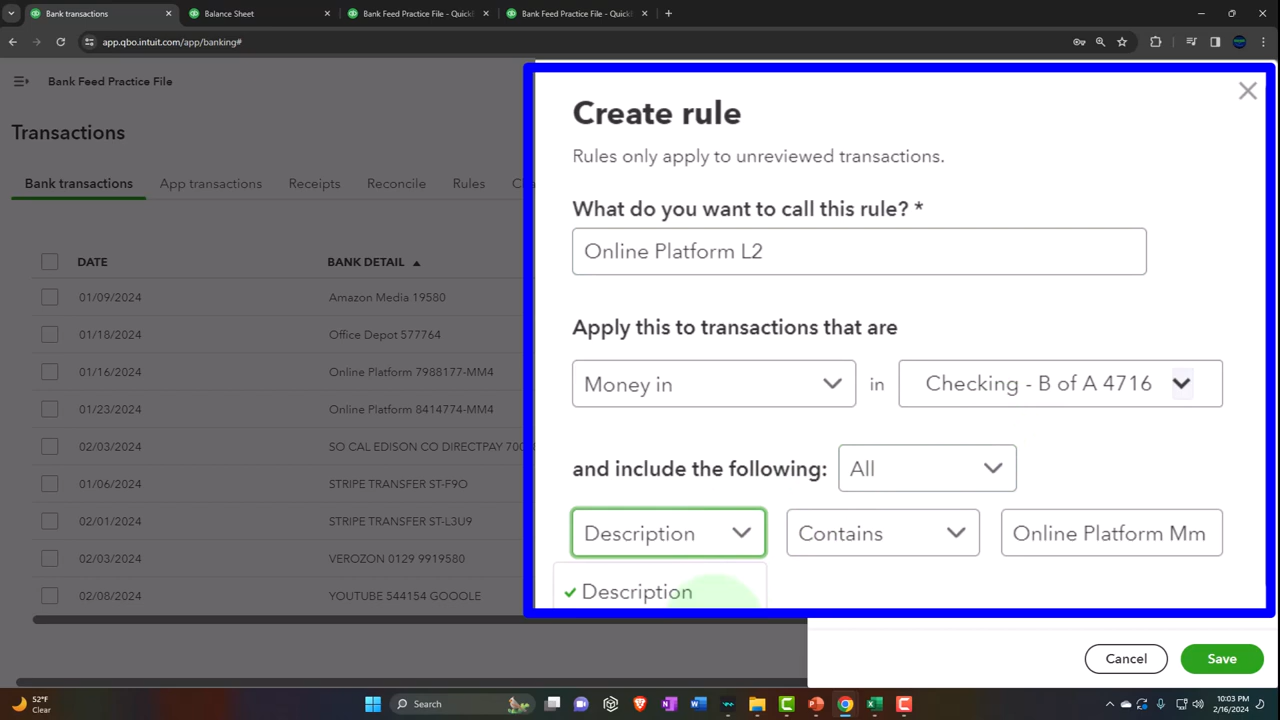 Bank transactions
Balance Sheet
Bank Feed Practice File - Quick
Bank Feed Practice File - Quick
app.qbo.intuit.com/app/banking#
Bank Feed Practice File
Transactions
Bank transactions
App transactions
Receipts
Reconcile
Rules
DATE
BANK DETAIL
01/09/2024 Amazon Media 19580
01/18/2024 Office Depot 577764
01/16/2024 Online Platform 7988177-MM4
01/23/2024 Online Platform 8414774-MM4
02/03/2024 SO CAL EDISON CO DIRECTPAY 700
01/06/2024 STRIPE TRANSFER ST-F9O
02/01/2024 STRIPE TRANSFER ST-L3U9
02/03/2024 VEROZON 0129 9919580
02/08/2024 YOUTUBE 544154 GOOOLE
Create rule
Rules only apply to unreviewed transactions.
What do you want to call this rule? *
Online Platform L2
Apply this to transactions that are
Money in
in
Checking - B of A 4716
and include the following:
All
Description
Contains
Online Platform Mm
Description
Cancel
Save
52°F
Clear
Search
10:03 PM
2/16/2024